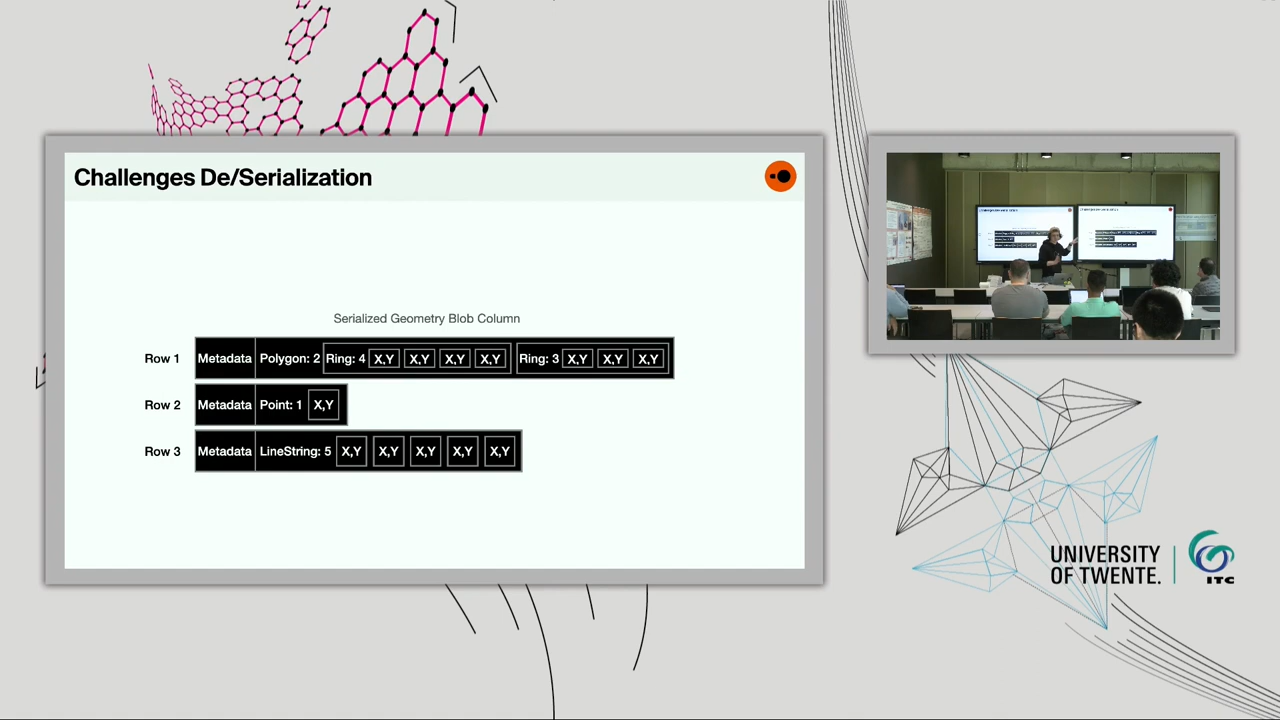 Challenges De/Serialization
Serialized Geometry Blob Column
Row 1 Metadata Polygon: 2 Ring: 4 X,Y X,Y X,Y X,Y Ring: 3 X,Y X,Y X,Y
Row 2 Metadata Point: 1 X,Y
Row 3 Metadata LineString: 5 X,Y X,Y X,Y X,Y X,Y
UNIVERSITY
OF TWENTE.
ITC